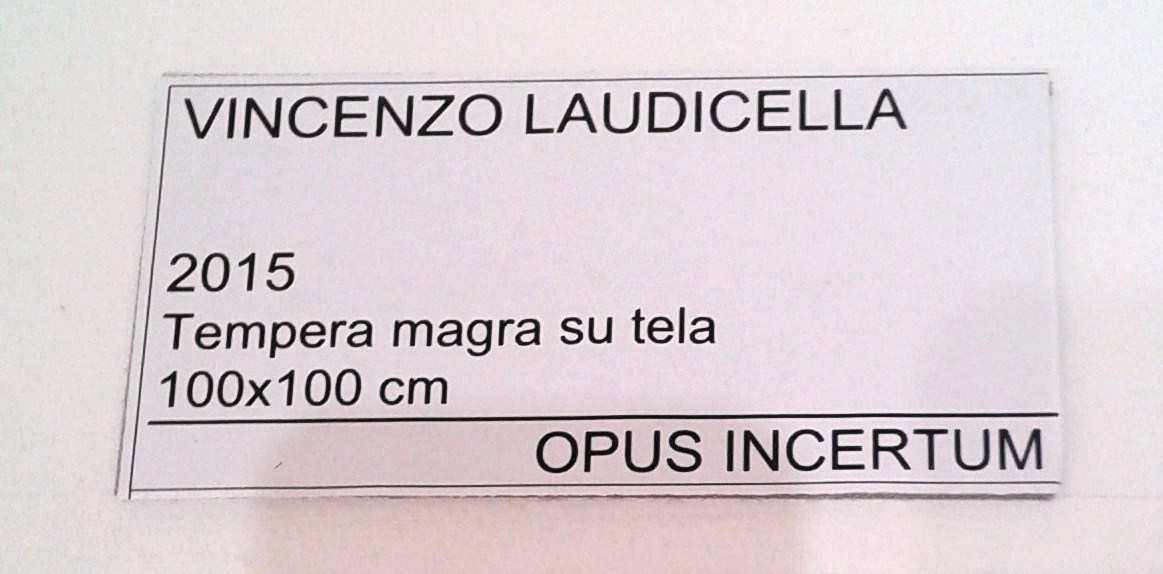 VINCENZO LAUDICELLA
2015
Tempera magra su tela
100x100 cm
OPUS INCERTUM